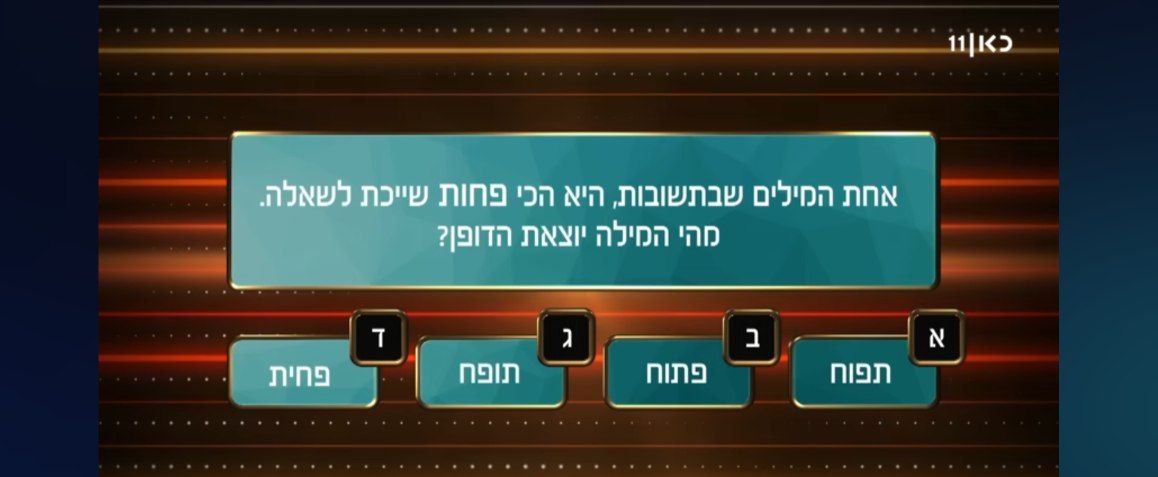 כאן|11
אחת המילים שבתשובות, היא הכי פחות שייכת לשאלה.
מהי המילה יוצאת הדופן?
א
תפוח
ב
פתוח
ג
תופח
ד
פחית